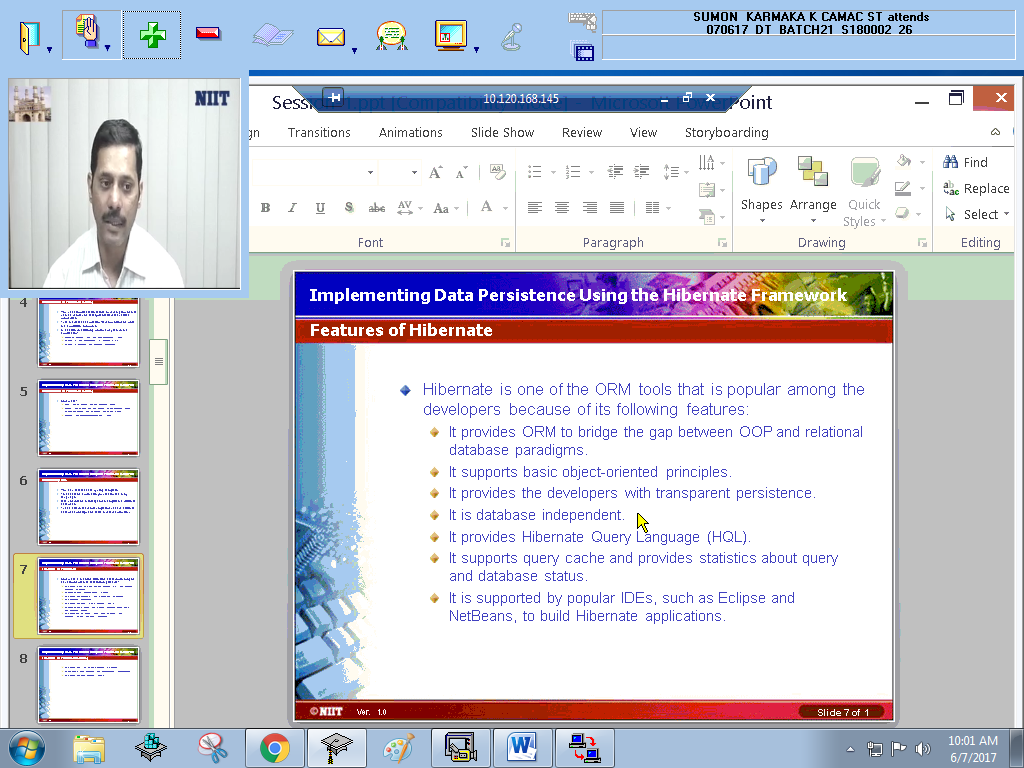 SUMON KARMAKA K CAMAC ST attends
070617_DT_BATCH21_S180002_26
NIIT
10.120.168.145
Transitions
Animations
Slide Show
Review
View
Storyboarding
B I U S abc AV Aa A
Font
Paragraph
Shapes
Arrange
Quick
Styles
Drawing
Find
Replace
Select
Editing
4
5
6
7
8
Implementing Data Persistence Using the Hibernate Framework
Features of Hibernate
Hibernate is one of the ORM tools that is popular among the
developers because of its following features:
It provides ORM to bridge the gap between OOP and relational
database paradigms.
It supports basic object-oriented principles.
It provides the developers with transparent persistence.
It is database independent.
It provides Hibernate Query Language (HQL).
It supports query cache and provides statistics about query
and database status.
It is supported by popular IDEs, such as Eclipse and
NetBeans, to build Hibernate applications.
©NIIT
Ver. 1.0
Slide 7 of 1
10:01 AM
6/7/2017